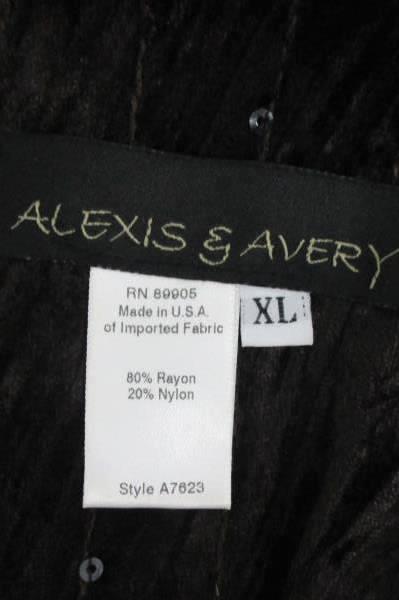 ALEXIS & AVERY
RN 89905
Made in U.S.A.
of Imported Fabric
80% Rayon
20% Nylon
Style A7623
XL